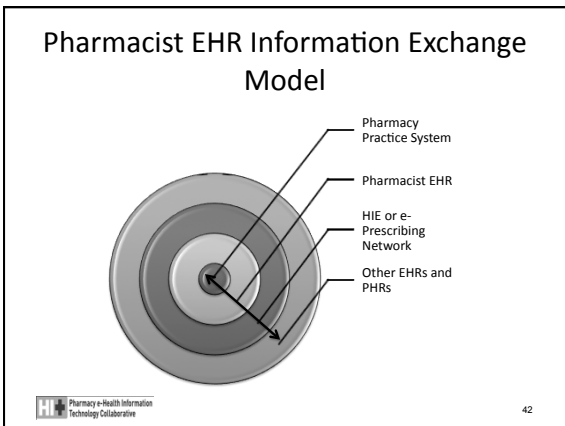 Pharmacist EHR Information Exchange
Model
Pharmacy
Practice System
Pharmacist EHR
HIE or e-
Prescribing
Network
Other EHRs and
PHRs
HI
Pharmacy e-Health Information
Technology Collaborative
42